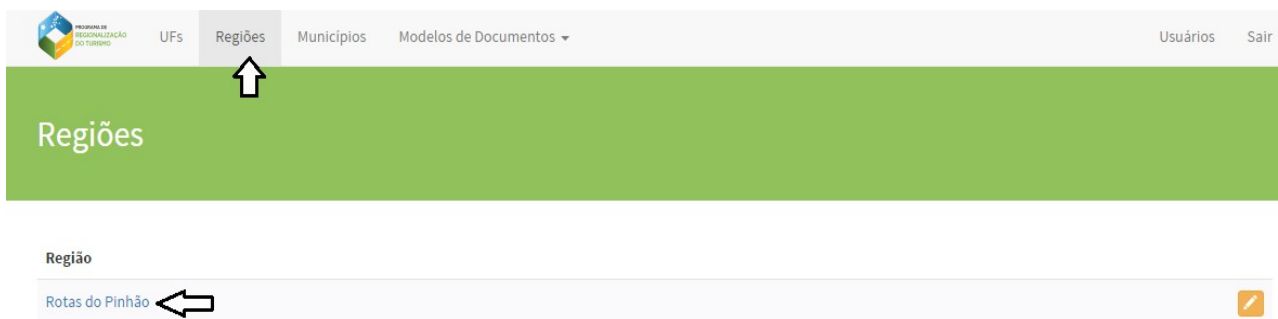 PROGRAMA DE
REGIONALIZAÇÃO
DO TURISMO
UFs Regiões Municípios Modelos de Documentos Usuários Sair
Regiões
Região
Rotas do Pinhão